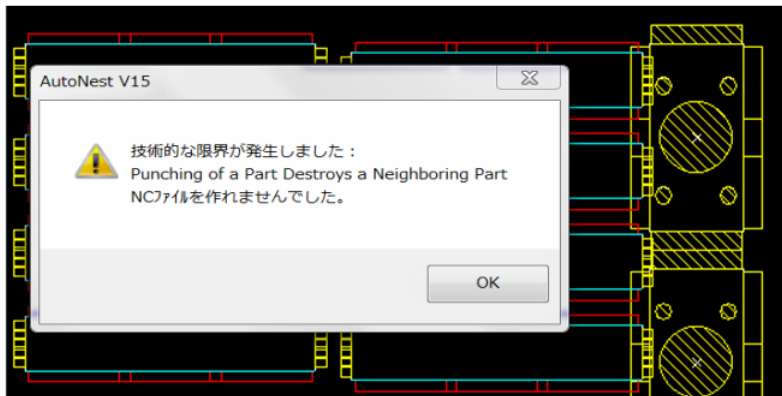 AutoNest V15
技術的な限界が発生しました：
Punching of a Part Destroys a Neighboring Part
NCﾌｧｲﾙを作れませんでした。
OK